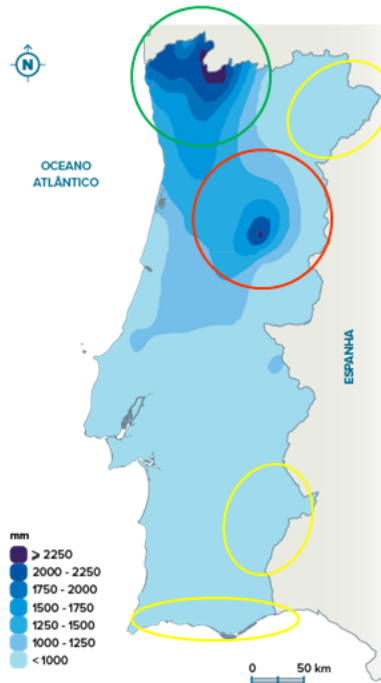 N
OCEANO
ATLÂNTICO
ESPANHA
mm
⩾ 2250
2000 - 2250
1750 - 2000
1500 - 1750
1250 - 1500
1000 - 1250
< 1000
0 50 km